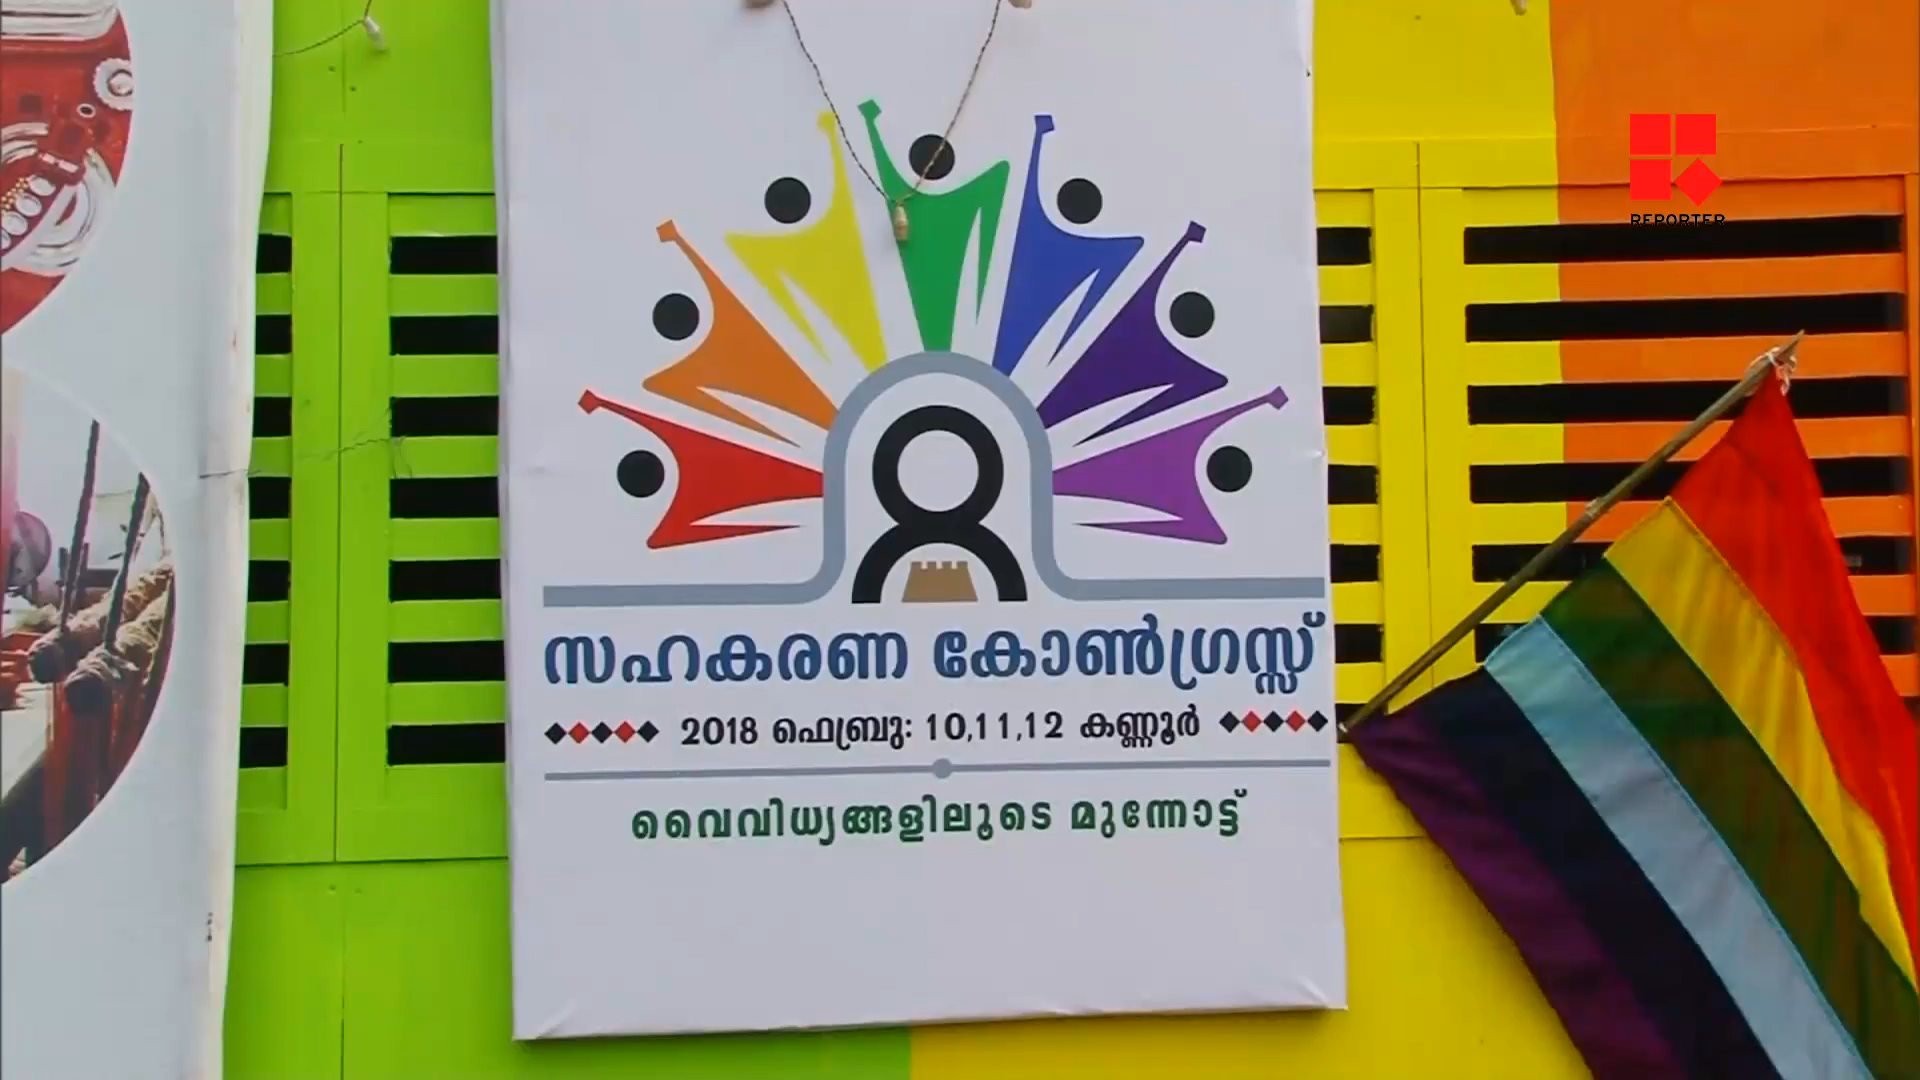 REPORTER
സഹകരണ കോൺഗ്രസ്സ്
2018 ഫെബ്രു: 10,11,12 കണ്ണൂർ
വൈവിധ്യങ്ങളിലൂടെ മുന്നോട്ട്